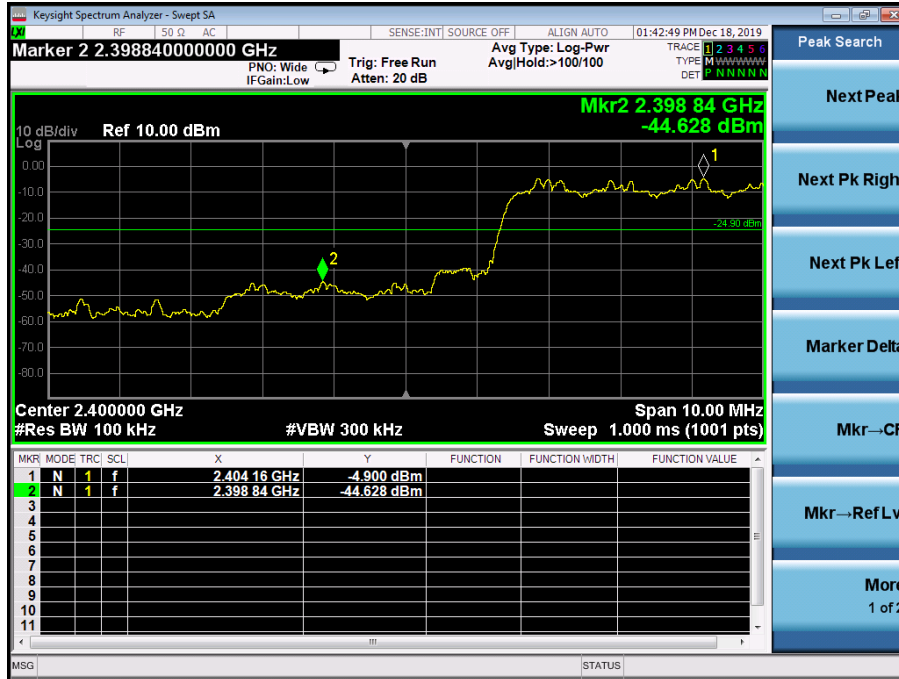 Keysight Spectrum Analyzer - Swept SA
LXI RF 50 Ω AC SENSE:INT SOURCE OFF ALIGN AUTO 01:42:49 PM Dec 18, 2019
Marker 2 2.398840000000 GHz
PNO: Wide
IFGain:Low
Trig: Free Run
Atten: 20 dB
Avg Type: Log-Pwr
Avg|Hold:>100/100
TRACE 1 2 3 4 5 6
TYPE M WWWWW
DET P N N N N N
Peak Search
Next Peak
Next Pk Righ
Next Pk Lef
Marker Delta
Mkr→CF
Mkr→Ref Lv
More
1 of 2
Mkr2 2.398 84 GHz
-44.628 dBm
10 dB/div Ref 10.00 dBm
Log
0.00
-10.0
-20.0
-30.0
-40.0
-50.0
-60.0
-70.0
-80.0
1
2
-24.90 dBm
Center 2.400000 GHz Span 10.00 MHz
#Res BW 100 kHz #VBW 300 kHz Sweep 1.000 ms (1001 pts)
MKR MODE TRC SCL X Y FUNCTION FUNCTION WIDTH FUNCTION VALUE
1 N 1 f 2.404 16 GHz -4.900 dBm
2 N 1 f 2.398 84 GHz -44.628 dBm
3
4
5
6
7
8
9
10
11
MSG STATUS